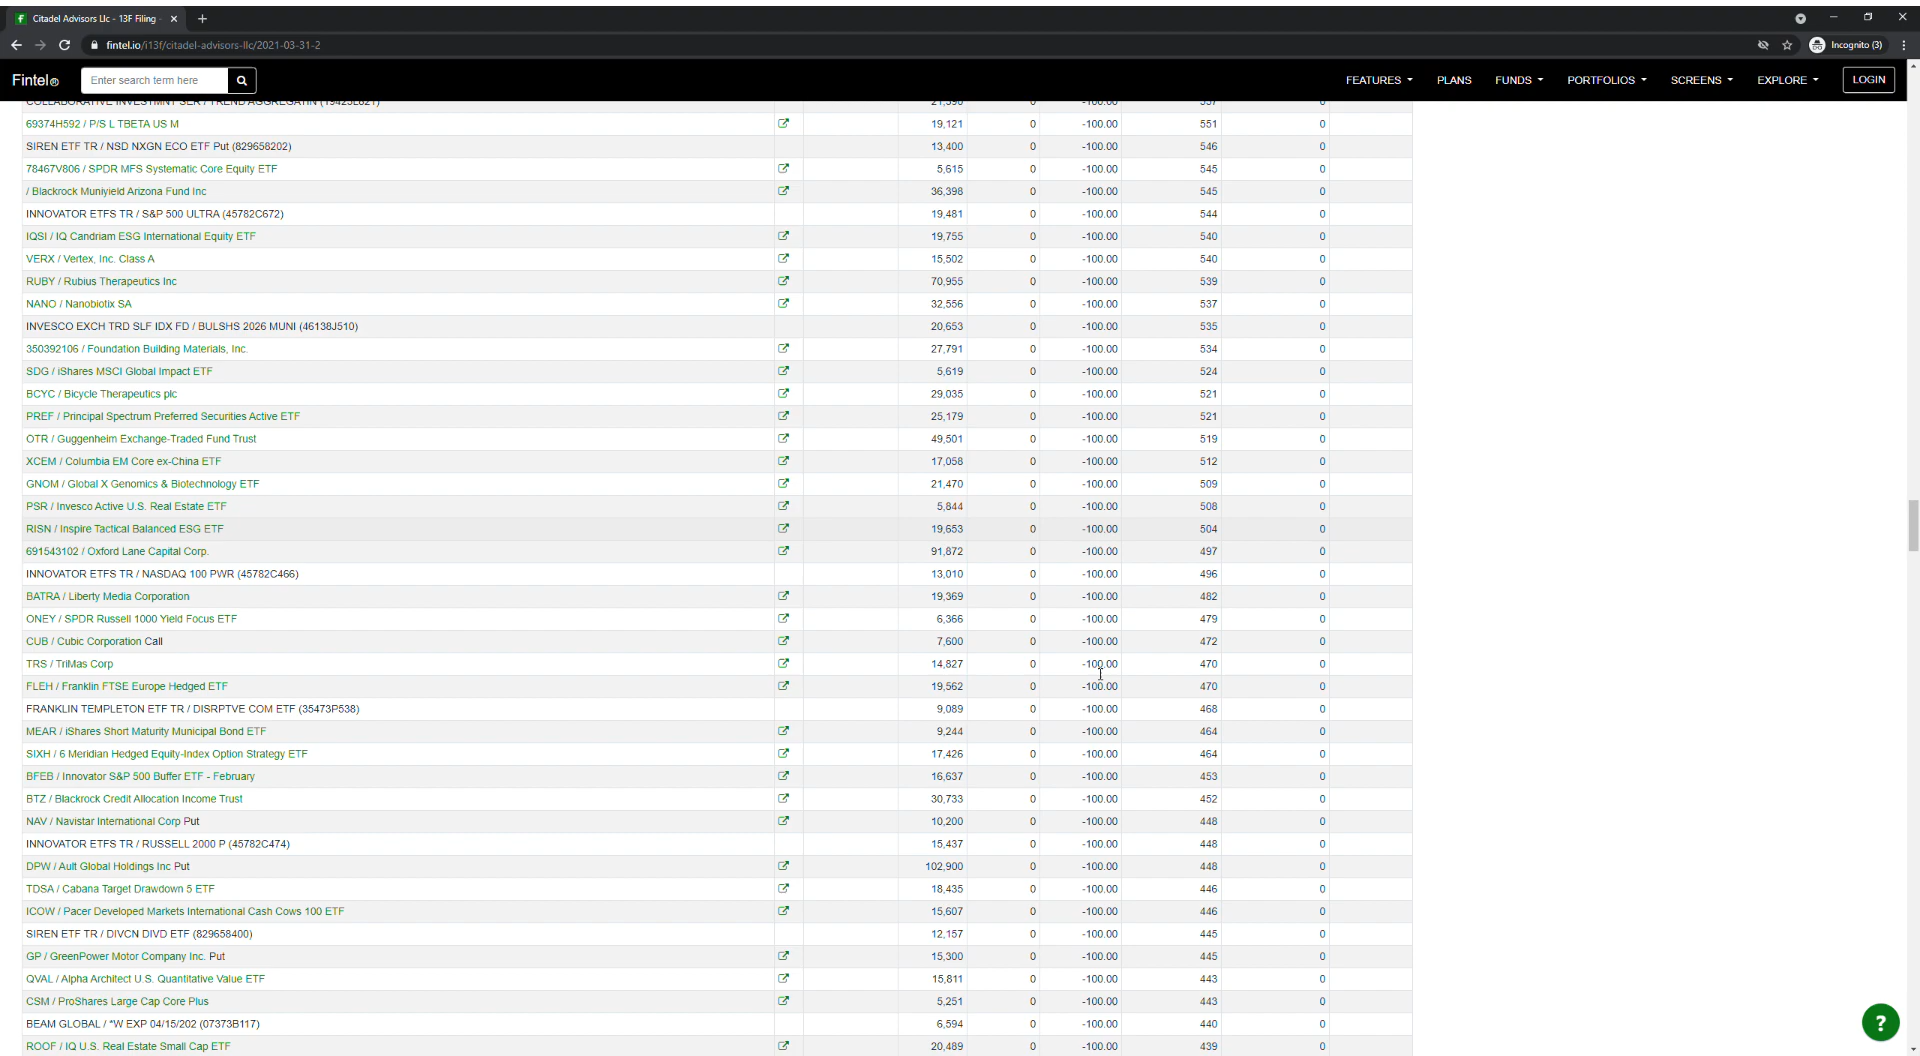 Citadel Advisors Llc - 13F Filing -
fintel.io/i13f/citadel-advisors-llc/2021-03-31-2
Incognito (3)
Fintel®
Enter search term here
FEATURES
PLANS
FUNDS
PORTFOLIOS
SCREENS
EXPLORE
LOGIN
COLLABORATIVE INVESTMNT SER / TREND AGGREGATIN (19423L821) 21,590 0 -100.00 557 0
69374H592 / P/S L TBETA US M 19,121 0 -100.00 551 0
SIREN ETF TR / NSD NXGN ECO ETF Put (829658202) 13,400 0 -100.00 546 0
78467V806 / SPDR MFS Systematic Core Equity ETF 5,615 0 -100.00 545 0
/ Blackrock Muniyield Arizona Fund Inc 36,398 0 -100.00 545 0
INNOVATOR ETFS TR / S&P 500 ULTRA (45782C672) 19,481 0 -100.00 544 0
IQSI / IQ Candriam ESG International Equity ETF 19,755 0 -100.00 540 0
VERX / Vertex, Inc. Class A 15,502 0 -100.00 540 0
RUBY / Rubius Therapeutics Inc 70,955 0 -100.00 539 0
NANO / Nanobiotix SA 32,556 0 -100.00 537 0
INVESCO EXCH TRD SLF IDX FD / BULSHS 2026 MUNI (46138J510) 20,653 0 -100.00 535 0
350392106 / Foundation Building Materials, Inc. 27,791 0 -100.00 534 0
SDG / iShares MSCI Global Impact ETF 5,619 0 -100.00 524 0
BCYC / Bicycle Therapeutics plc 29,035 0 -100.00 521 0
PREF / Principal Spectrum Preferred Securities Active ETF 25,179 0 -100.00 521 0
OTR / Guggenheim Exchange-Traded Fund Trust 49,501 0 -100.00 519 0
XCEM / Columbia EM Core ex-China ETF 17,058 0 -100.00 512 0
GNOM / Global X Genomics & Biotechnology ETF 21,470 0 -100.00 509 0
PSR / Invesco Active U.S. Real Estate ETF 5,844 0 -100.00 508 0
RISN / Inspire Tactical Balanced ESG ETF 19,653 0 -100.00 504 0
691543102 / Oxford Lane Capital Corp. 91,872 0 -100.00 497 0
INNOVATOR ETFS TR / NASDAQ 100 PWR (45782C466) 13,010 0 -100.00 496 0
BATRA / Liberty Media Corporation 19,369 0 -100.00 482 0
ONEY / SPDR Russell 1000 Yield Focus ETF 6,366 0 -100.00 479 0
CUB / Cubic Corporation Call 7,600 0 -100.00 472 0
TRS / TriMas Corp 14,827 0 -100.00 470 0
FLEH / Franklin FTSE Europe Hedged ETF 19,562 0 -100.00 470 0
FRANKLIN TEMPLETON ETF TR / DISRPTVE COM ETF (35473P538) 9,089 0 -100.00 468 0
MEAR / iShares Short Maturity Municipal Bond ETF 9,244 0 -100.00 464 0
SIXH / 6 Meridian Hedged Equity-Index Option Strategy ETF 17,426 0 -100.00 464 0
BFEB / Innovator S&P 500 Buffer ETF - February 16,637 0 -100.00 453 0
BTZ / Blackrock Credit Allocation Income Trust 30,733 0 -100.00 452 0
NAV / Navistar International Corp Put 10,200 0 -100.00 448 0
INNOVATOR ETFS TR / RUSSELL 2000 P (45782C474) 15,437 0 -100.00 448 0
DPW / Ault Global Holdings Inc Put 102,900 0 -100.00 448 0
TDSA / Cabana Target Drawdown 5 ETF 18,435 0 -100.00 446 0
ICOW / Pacer Developed Markets International Cash Cows 100 ETF 15,607 0 -100.00 446 0
SIREN ETF TR / DIVCN DIVD ETF (829658400) 12,157 0 -100.00 445 0
GP / GreenPower Motor Company Inc. Put 15,300 0 -100.00 445 0
QVAL / Alpha Architect U.S. Quantitative Value ETF 15,811 0 -100.00 443 0
CSM / ProShares Large Cap Core Plus 5,251 0 -100.00 443 0
BEAM GLOBAL / *W EXP 04/15/202 (07373B117) 6,594 0 -100.00 440 0
ROOF / IQ U.S. Real Estate Small Cap ETF 20,489 0 -100.00 439 0
?